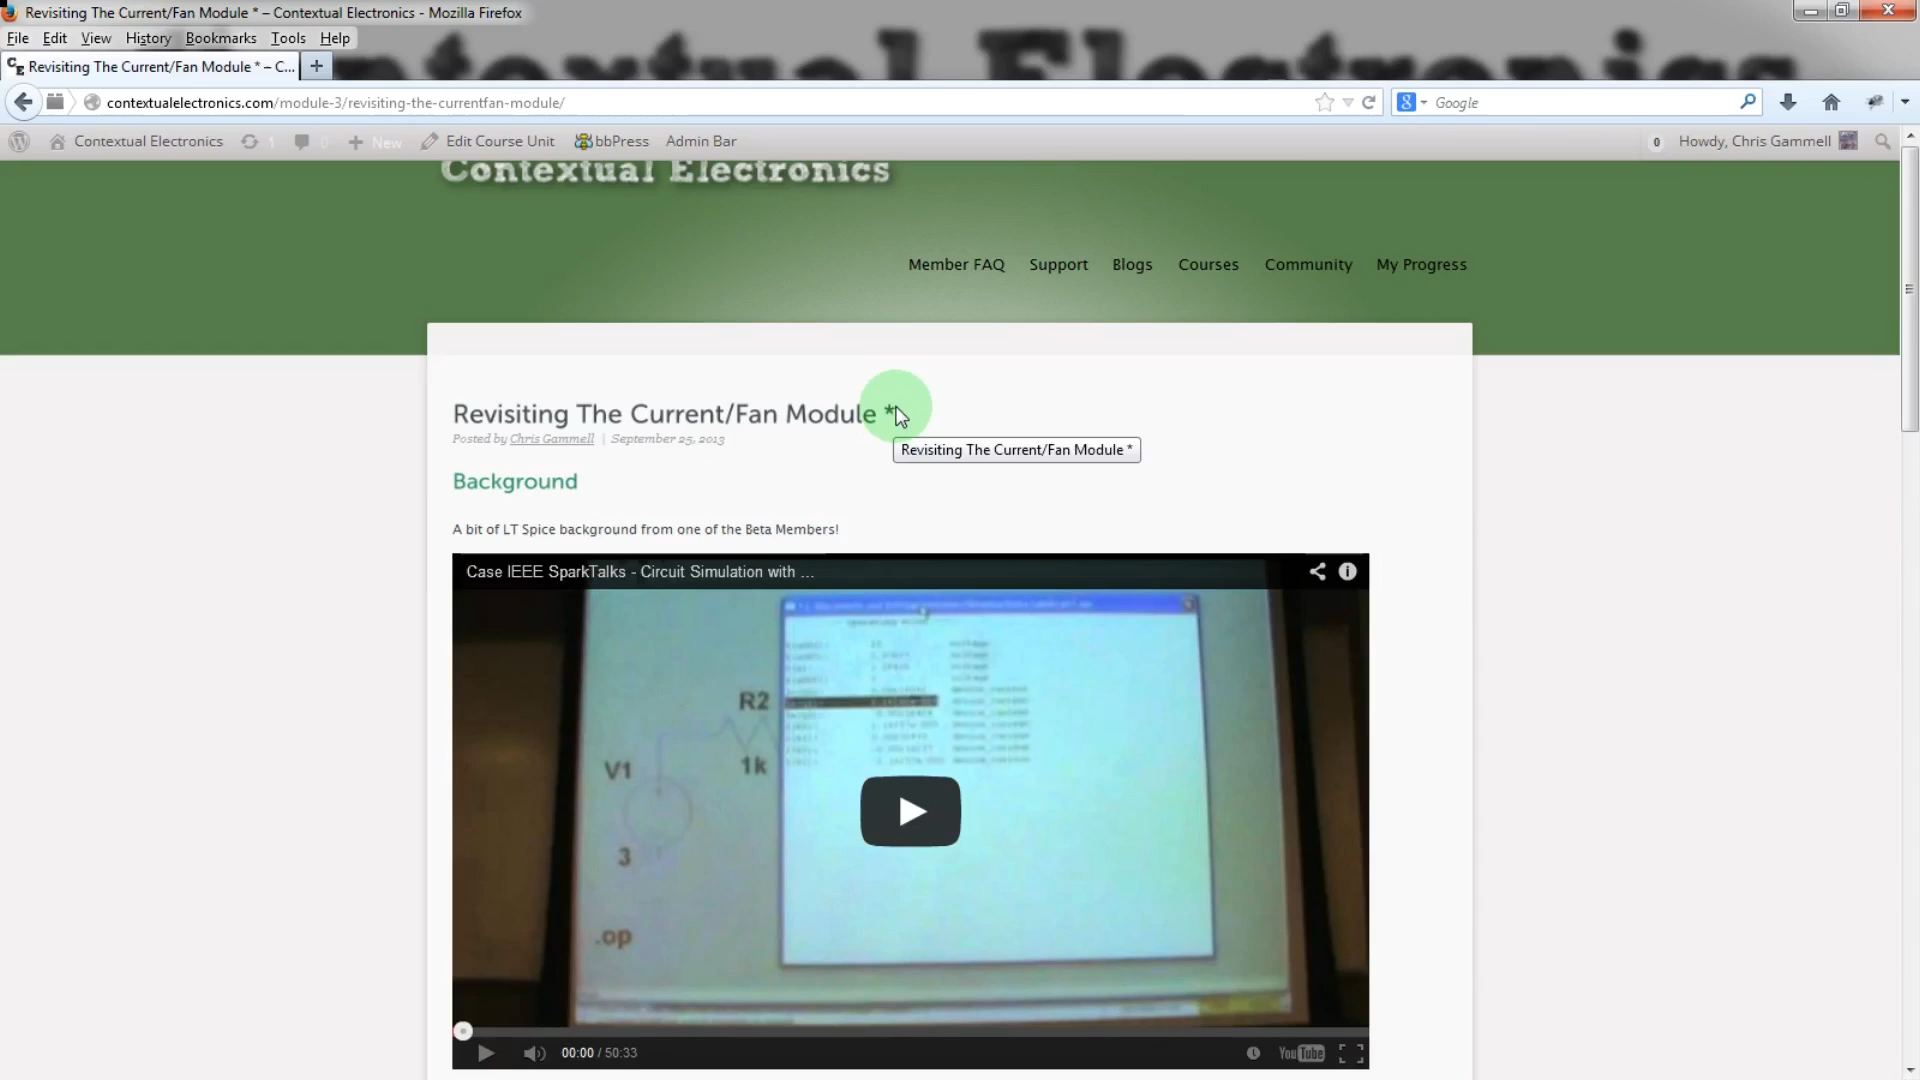 Revisiting The Current/Fan Module * – Contextual Electronics - Mozilla Firefox
File Edit View History Bookmarks Tools Help
Revisiting The Current/Fan Module * – C...
contextualelectronics.com/module-3/revisiting-the-currentfan-module/
Google
Contextual Electronics 1 0 New Edit Course Unit bbPress Admin Bar 0 Howdy, Chris Gammell
Contextual Electronics
Member FAQ Support Blogs Courses Community My Progress
Revisiting The Current/Fan Module *
Posted by Chris Gammell | September 25, 2013
Revisiting The Current/Fan Module *
Background
A bit of LT Spice background from one of the Beta Members!
Case IEEE SparkTalks - Circuit Simulation with ...
R2
V1
1k
3
.op
00:00 / 50:33
YouTube